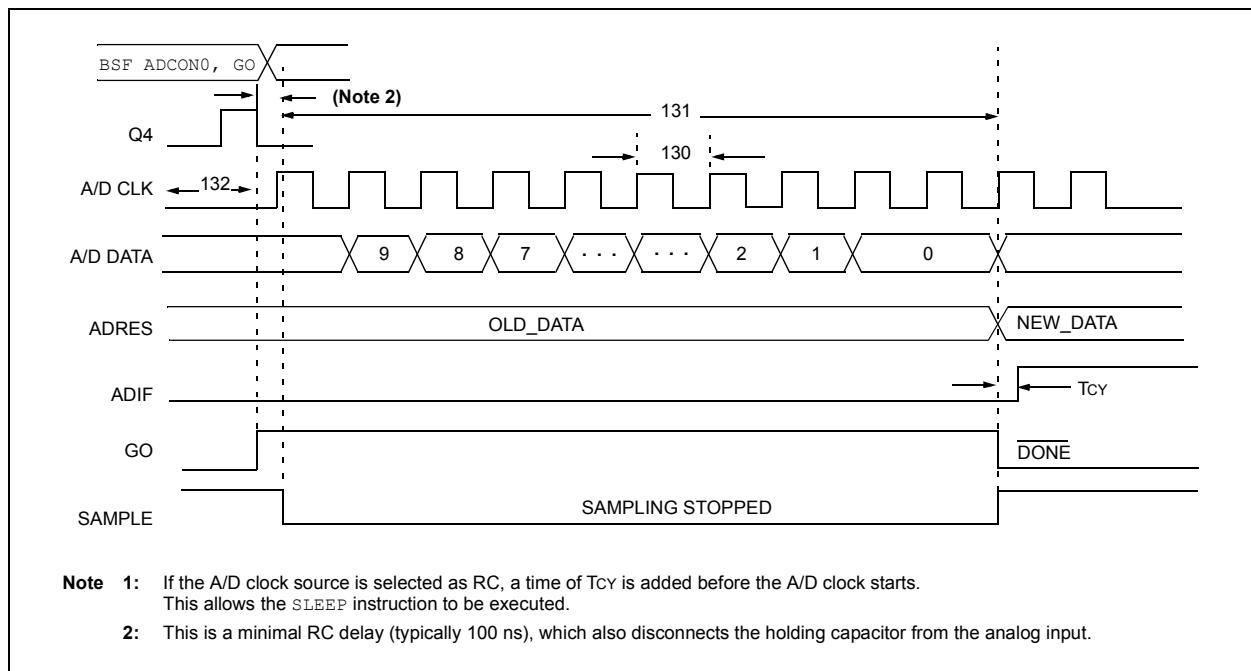 BSF ADCON0, GO
(Note 2)
131
Q4
130
A/D CLK
132
A/D DATA
9 8 7 · · · · · · 2 1 0
ADRES
OLD_DATA
NEW_DATA
ADIF
TCY
GO
DONE
SAMPLE
SAMPLING STOPPED
Note 1: If the A/D clock source is selected as RC, a time of TCY is added before the A/D clock starts.
This allows the SLEEP instruction to be executed.
2: This is a minimal RC delay (typically 100 ns), which also disconnects the holding capacitor from the analog input.